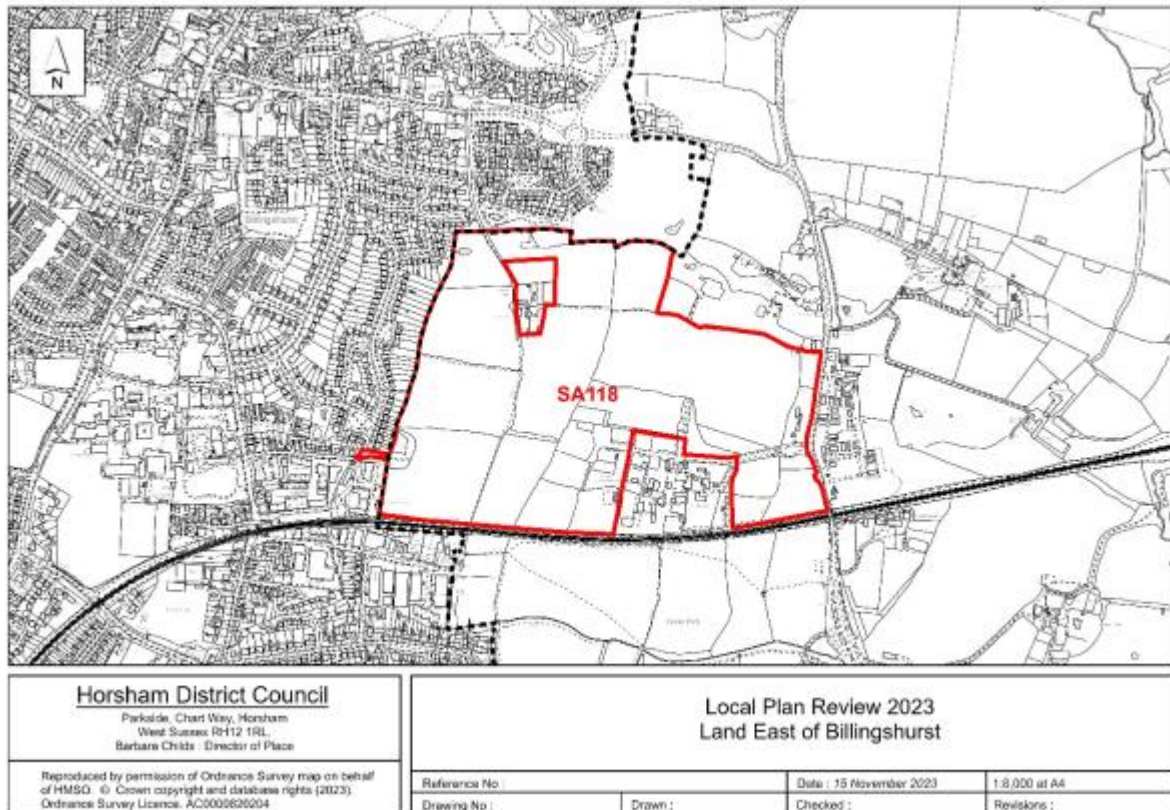 N
Billingshurst
SA118
Horsham District Council
Parkside, Chart Way, Horsham
West Sussex RH12 1RL.
Barbara Childs : Director of Place
Reproduced by permission of Ordnance Survey map on behalf
of HMSO. © Crown copyright and database rights (2023).
Ordnance Survey Licence. AC0000820204
Local Plan Review 2023
Land East of Billingshurst
Reference No :
Date : 15 November 2023
1:8,000 at A4
Drawing No :
Drawn :
Checked :
Revisions :